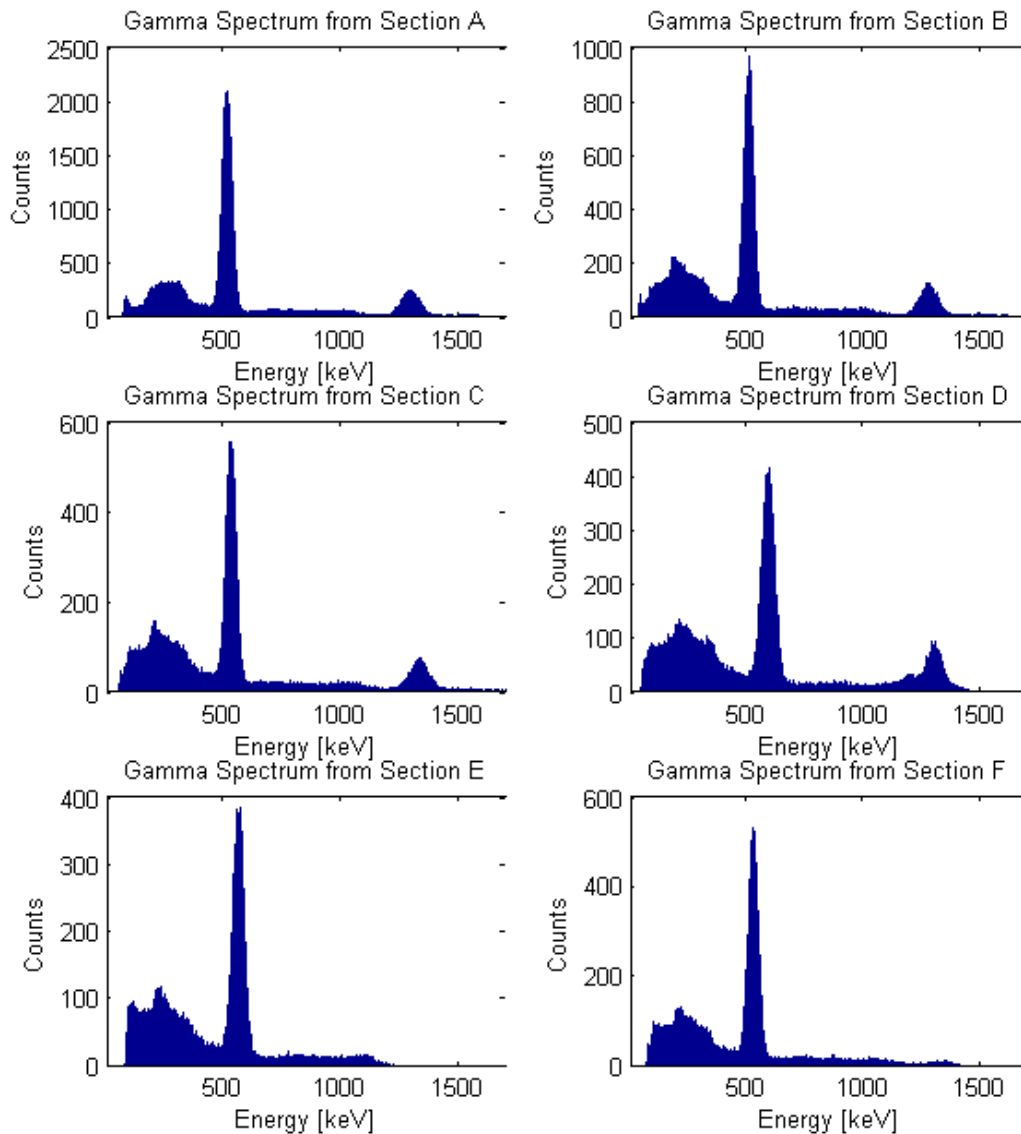 Gamma Spectrum from Section A
2500
2000
1500
1000
500
0
Counts
500 1000 1500
Energy [keV]
Gamma Spectrum from Section B
1000
800
600
400
200
0
Counts
500 1000 1500
Energy [keV]
Gamma Spectrum from Section C
600
400
200
0
Counts
500 1000 1500
Energy [keV]
Gamma Spectrum from Section D
500
400
300
200
100
0
Counts
500 1000 1500
Energy [keV]
Gamma Spectrum from Section E
400
300
200
100
0
Counts
500 1000 1500
Energy [keV]
Gamma Spectrum from Section F
600
400
200
0
Counts
500 1000 1500
Energy [keV]